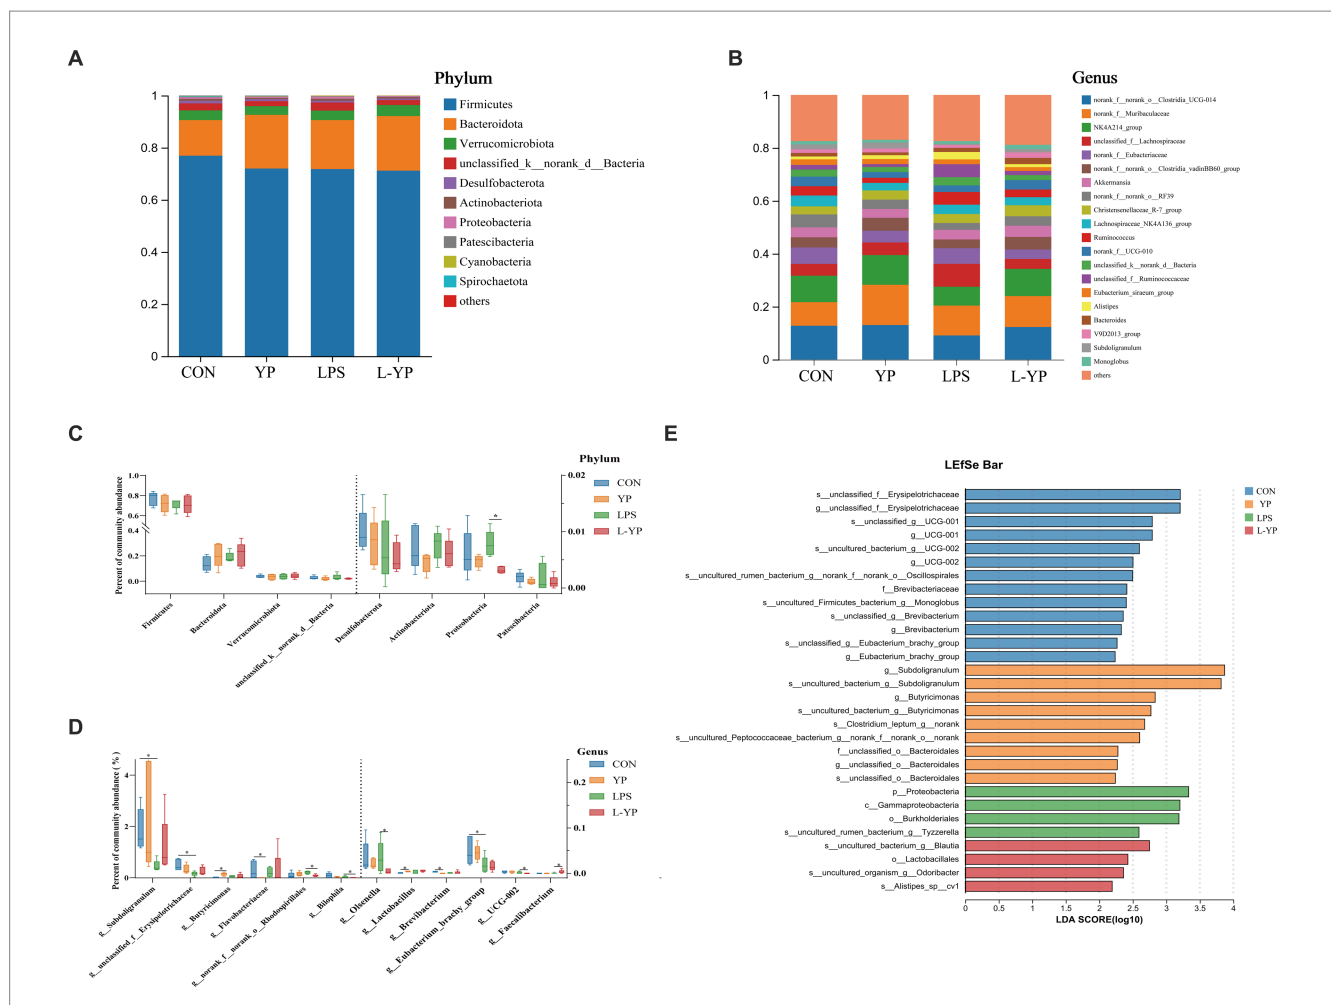 A
Phylum
1
0.8
0.6
0.4
0.2
0
CON
YP
LPS
L-YP
Firmicutes
Bacteroidota
Verrucomicrobiota
unclassified_k__norank_d__Bacteria
Desulfobacterota
Actinobacteriota
Proteobacteria
Patescibacteria
Cyanobacteria
Spirochaetota
others
B
Genus
1
0.8
0.6
0.4
0.2
0
CON
YP
LPS
L-YP
norank_f__norank_o__Clostridia_UCG-014
norank_f__Muribaculaceae
NK4A214_group
unclassified_f__Lachnospiraceae
norank_f__Eubacteriaceae
norank_f__norank_o__Clostridia_vadinBB60_group
Akkermansia
norank_f__norank_o__RF39
Christensenellaceae_R-7_group
Lachnospiraceae_NK4A136_group
Ruminococcus
norank_f__UCG-010
unclassified_k__norank_d__Bacteria
unclassified_f__Ruminococcaceae
Eubacterium_siraeum_group
Alistipes
Bacteroides
V9D2013_group
Subdoligranulum
Monoglobus
others
C
Phylum
CON
YP
LPS
L-YP
Percent of community abundance
1.0
0.8
0.6
0.4
0.2
0.0
0.02
0.01
0.00
*
Firmicutes
Bacteroidota
Verrucomicrobiota
unclassified_k__norank_d__Bacteria
Desulfobacterota
Actinobacteriota
Proteobacteria
Patescibacteria
D
Genus
CON
YP
LPS
L-YP
Percent of community abundance ( % )
4
2
0
0.2
0.1
0.0
* * * * * * * * * * * *
g__Subdoligranulum
g__unclassified_f__Erysipelotrichaceae
g__Butyricimonas
g__Flavobacteriaceae
g__norank_f__norank_o__Rhodospirillales
g__Bilophila
g__Olsenella
g__Lactobacillus
g__Brevibacterium
g__Eubacterium_brachy_group
g__UCG-002
g__Faecalibacterium
E
LEfSe Bar
s__unclassified_f__Erysipelotrichaceae
g__unclassified_f__Erysipelotrichaceae
s__unclassified_g__UCG-001
g__UCG-001
s__uncultured_bacterium_g__UCG-002
g__UCG-002
s__uncultured_rumen_bacterium_g__norank_f__norank_o__Oscillospirales
f__Brevibacteriaceae
s__uncultured_Firmicutes_bacterium_g__Monoglobus
s__unclassified_g__Brevibacterium
g__Brevibacterium
s__unclassified_g__Eubacterium_brachy_group
g__Eubacterium_brachy_group
g__Subdoligranulum
s__uncultured_bacterium_g__Subdoligranulum
g__Butyricimonas
s__uncultured_bacterium_g__Butyricimonas
s__Clostridium_leptum_g__norank
s__uncultured_Peptococcaceae_bacterium_g__norank_f__norank_o__norank
f__unclassified_o__Bacteroidales
g__unclassified_o__Bacteroidales
s__unclassified_o__Bacteroidales
p__Proteobacteria
c__Gammaproteobacteria
o__Burkholderiales
s__uncultured_rumen_bacterium_g__Tyzzerella
s__uncultured_bacterium_g__Blautia
o__Lactobacillales
s__uncultured_organism_g__Odoribacter
s__Alistipes_sp__cv1
0 0.5 1 1.5 2 2.5 3 3.5 4
LDA SCORE(log10)
CON
YP
LPS
L-YP